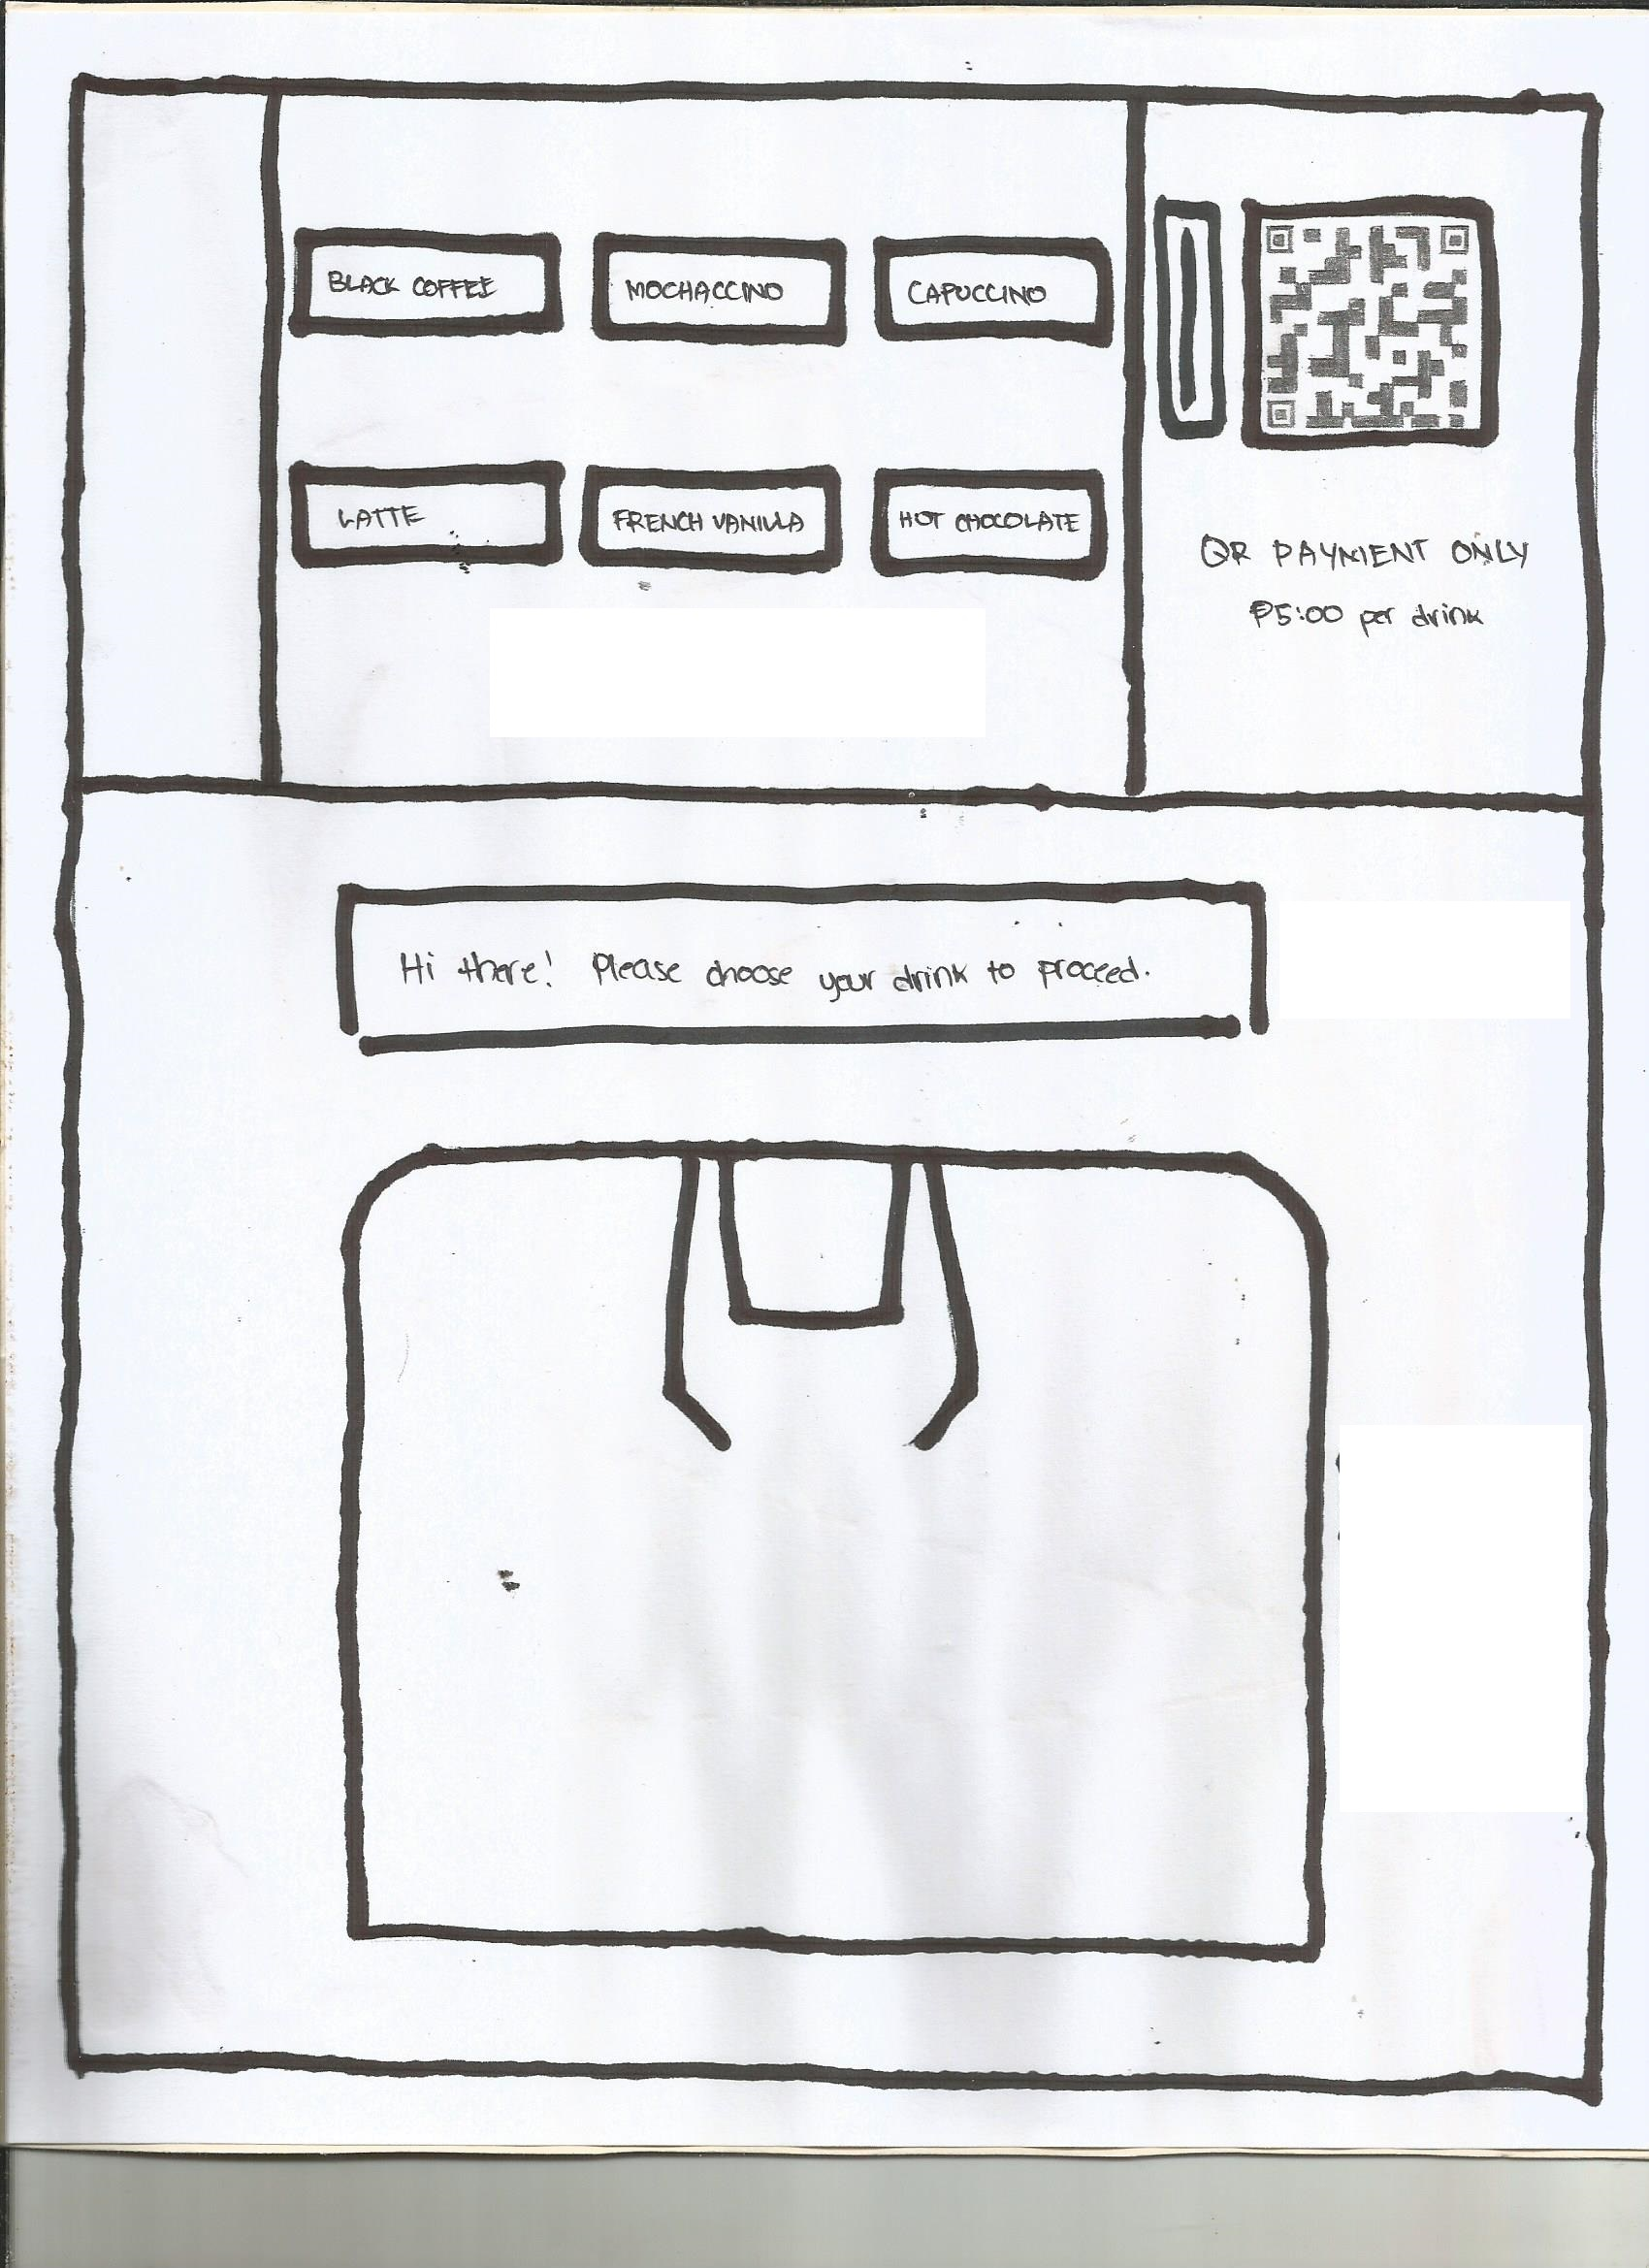 BLACK COFFEE
MOCHACCINO
CAPUCCINO
LATTE
FRENCH VANILLA
HOT CHOCOLATE
QR PAYMENT ONLY
₱5:00 per drink
Hi there! Please choose your drink to proceed.